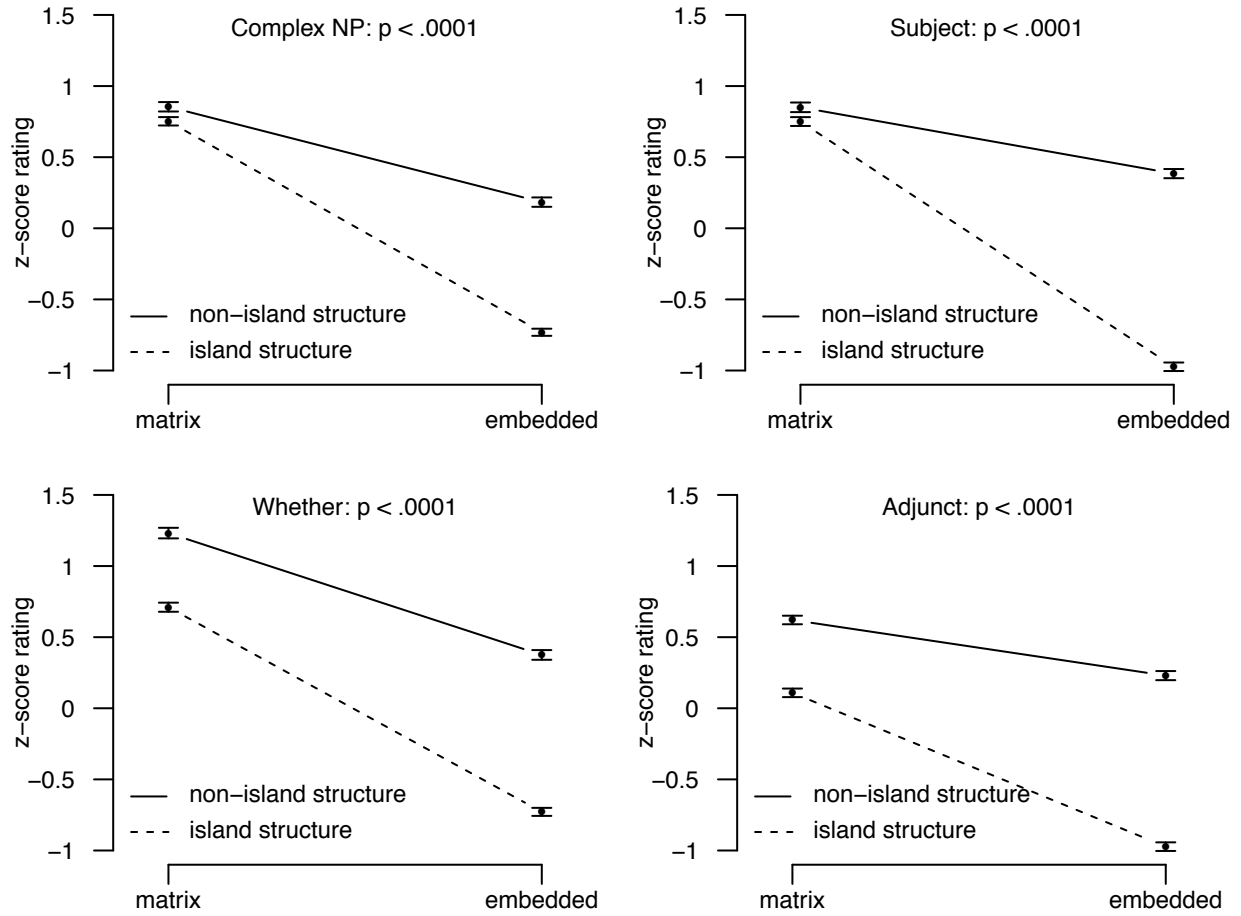 Complex NP: p < .0001
z−score rating
1.5
1
0.5
0
−0.5
−1
non−island structure
island structure
matrix
embedded
Subject: p < .0001
z−score rating
1.5
1
0.5
0
−0.5
−1
non−island structure
island structure
matrix
embedded
Whether: p < .0001
z−score rating
1.5
1
0.5
0
−0.5
−1
non−island structure
island structure
matrix
embedded
Adjunct: p < .0001
z−score rating
1.5
1
0.5
0
−0.5
−1
non−island structure
island structure
matrix
embedded